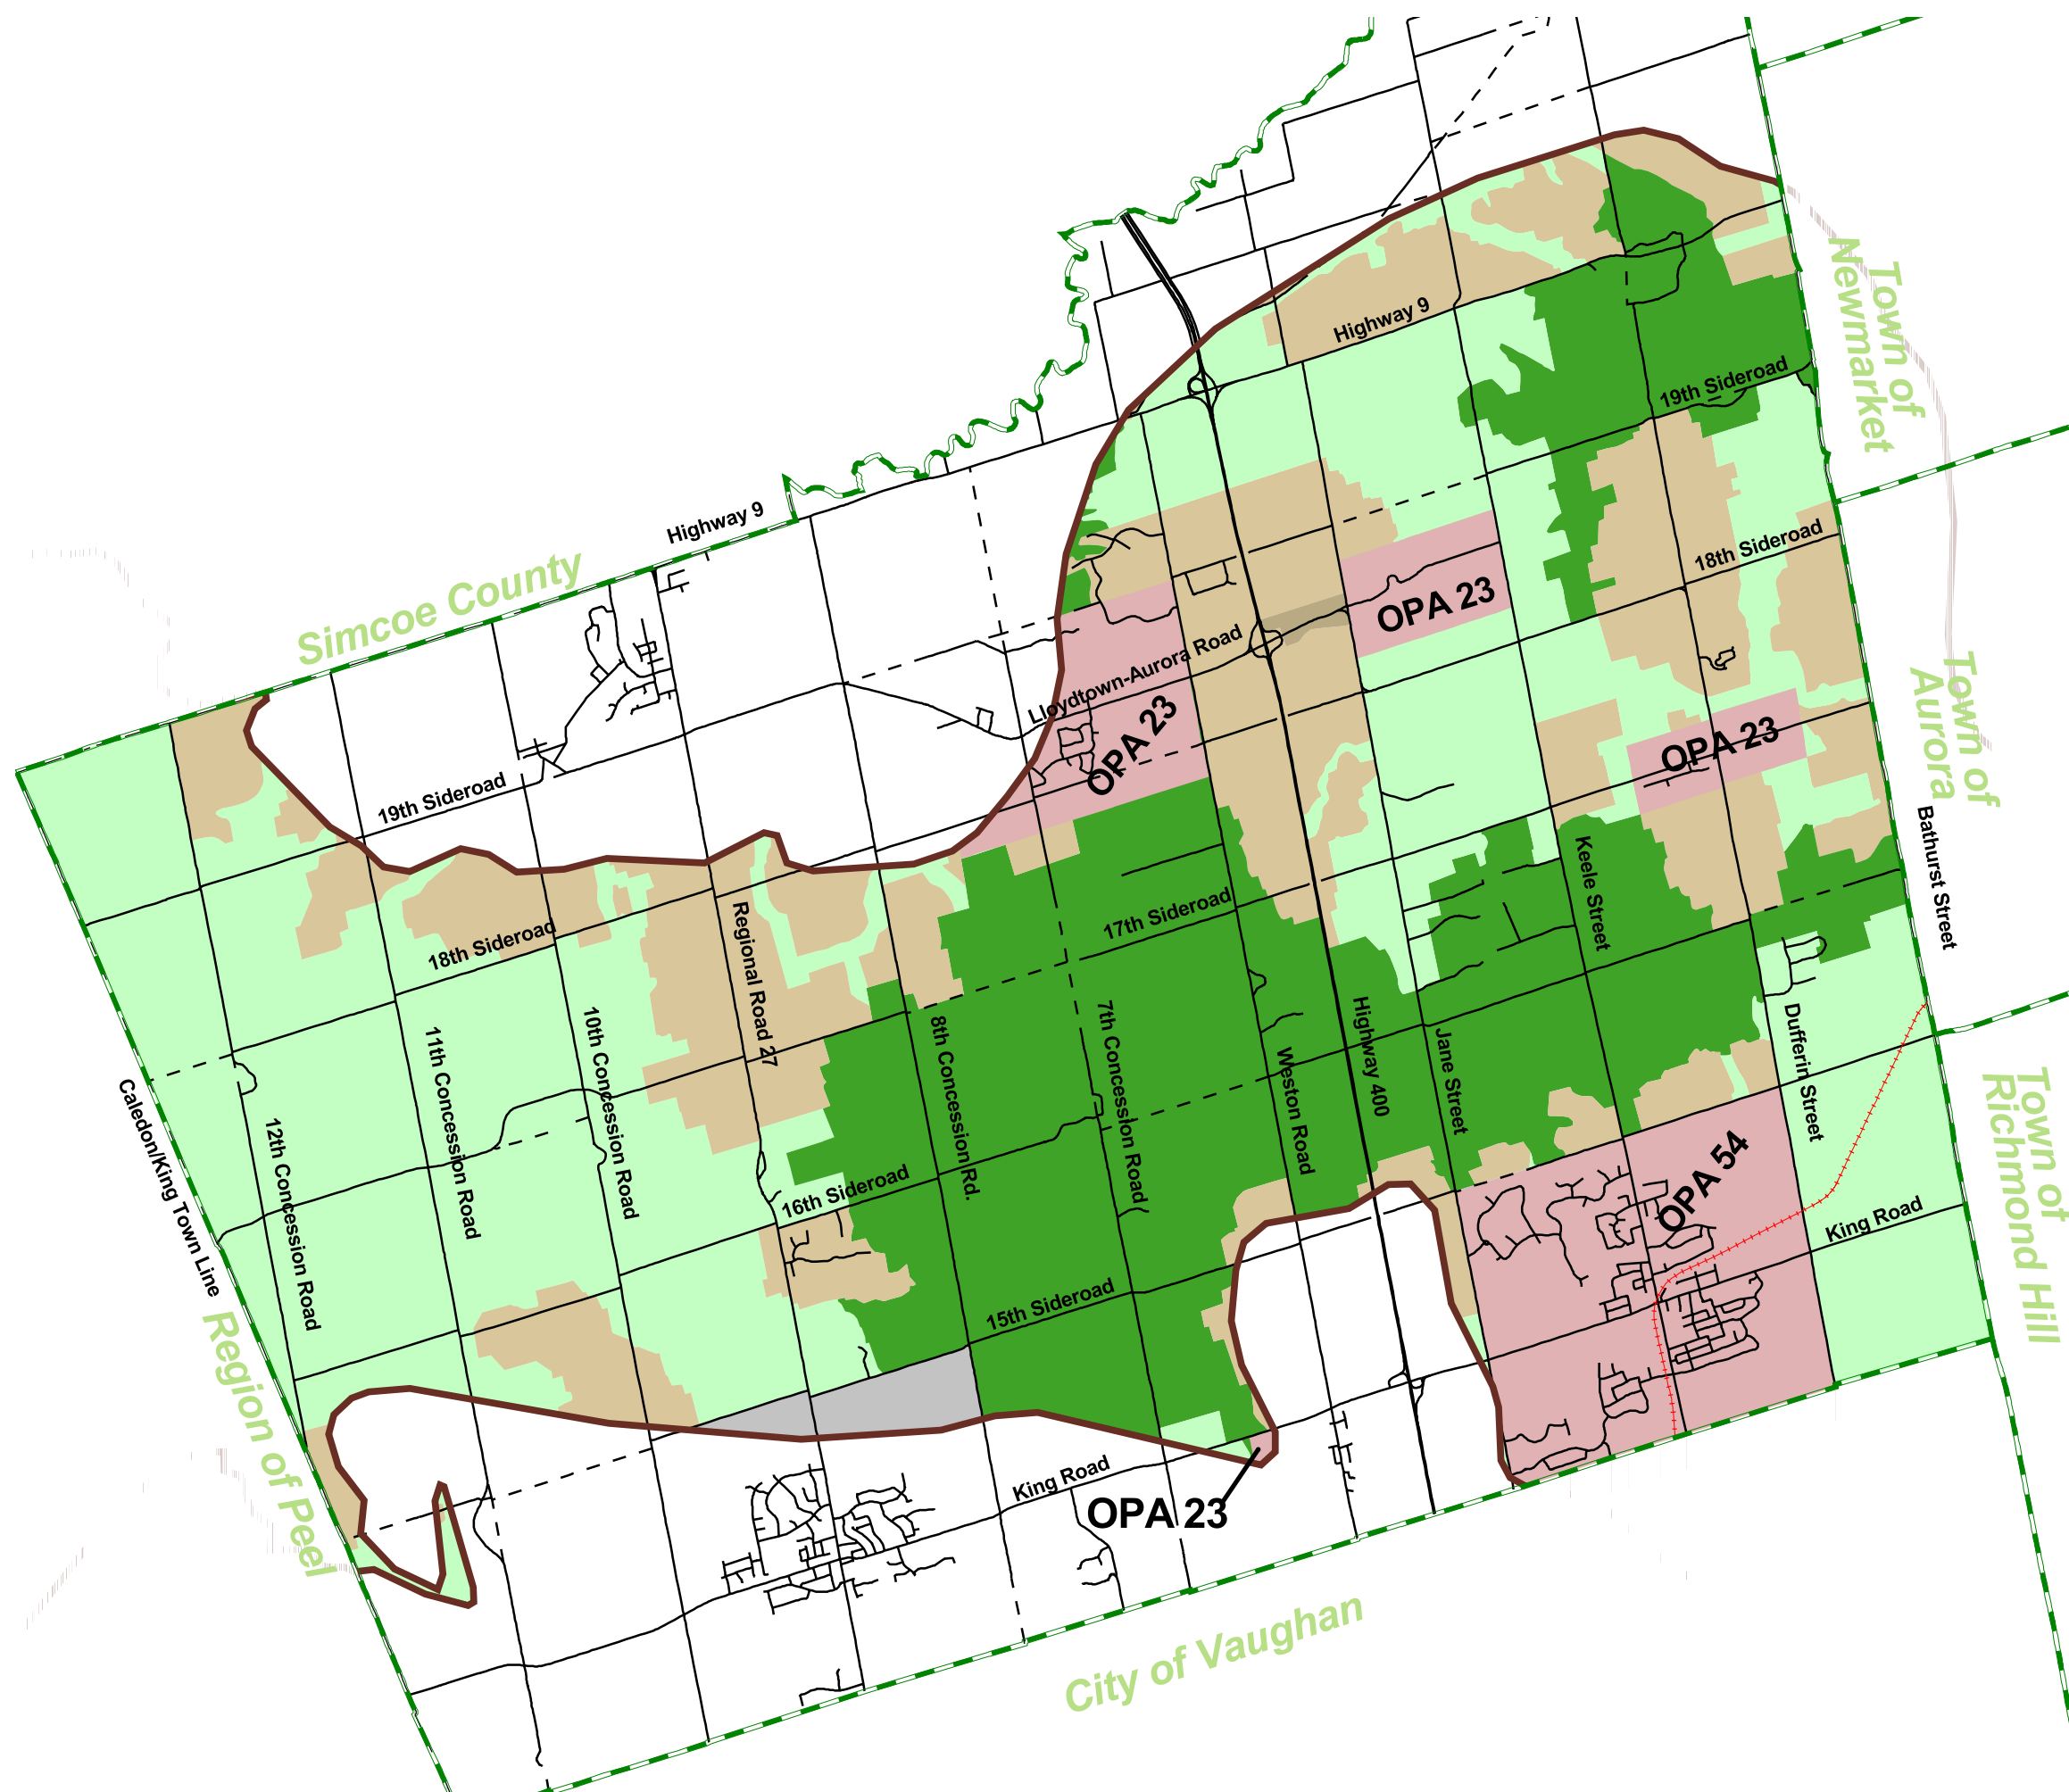 Town of
Newmarket
Highway 9
19th Sideroad
Highway 9
18th Sideroad
Simcoe County
OPA 23
Lloydtown-Aurora Road
Town of
Aurora
OPA 23
OPA 23
19th Sideroad
Bathurst Street
Keele Street
17th Sideroad
18th Sideroad
Regional Road 27
Highway 400
Jane Street
Dufferin Street
7th Concession Road
8th Concession Rd.
10th Concession Road
11th Concession Road
Weston Road
Town of
Richmond Hill
Caledon/King Town Line
12th Concession Road
OPA 54
16th Sideroad
King Road
15th Sideroad
Region of Peel
King Road
OPA 23
City of Vaughan